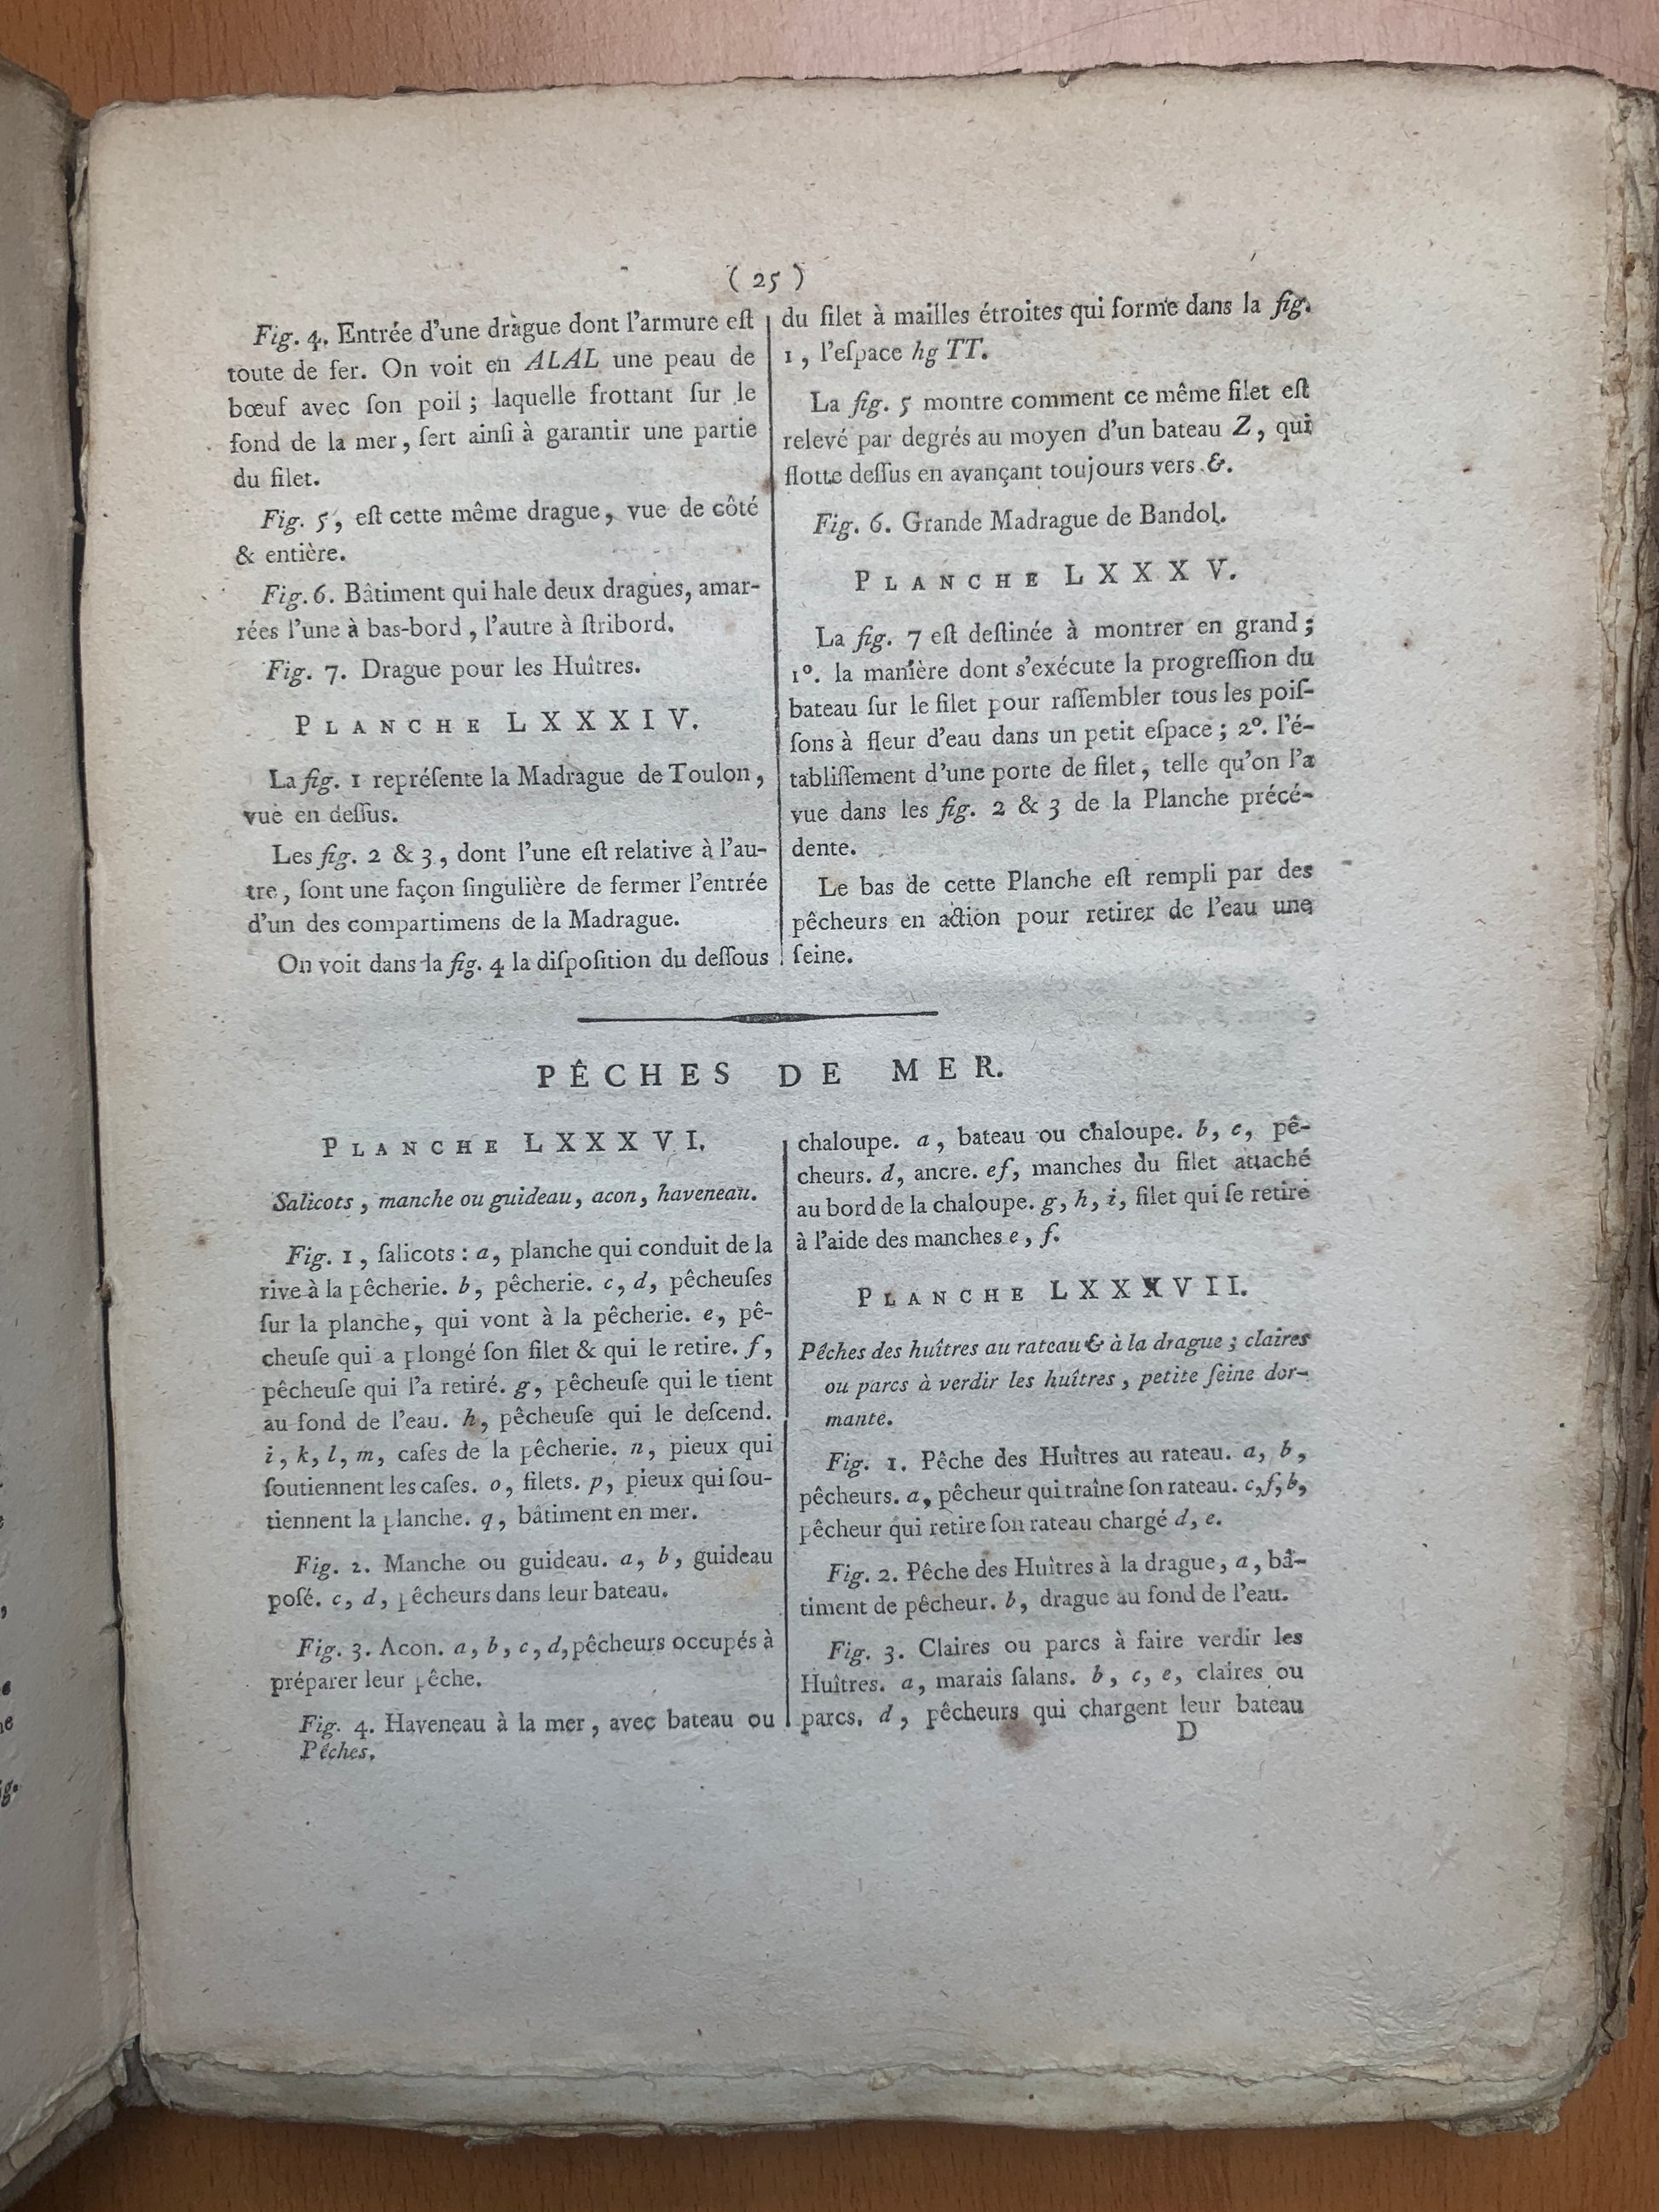 ( 25 )
Fig. 4. Entrée d'une drague dont l'armure eſt
toute de fer. On voit en ALAL une peau de
bœuf avec ſon poil ; laquelle frottant ſur le
fond de la mer, ſert ainſi à garantir une partie
du filet.
Fig. 5, eſt cette même drague, vue de côté
& entière.
Fig. 6. Bâtiment qui hale deux dragues, amar-
rées l'une à bas-bord, l'autre à ſtribord.
Fig. 7. Drague pour les Huîtres.
PLANCHE LXXXIV.
La fig. 1 repréſente la Madrague de Toulon,
vue en deſſus.
Les fig. 2 & 3, dont l'une eſt relative à l'au-
tre, ſont une façon ſingulière de fermer l'entrée
d'un des compartimens de la Madrague.
On voit dans la fig. 4 la diſpoſition du deſſous
du filet à mailles étroites qui forme dans la fig.
1, l'eſpace hg TT.
La fig. 5 montre comment ce même filet eſt
relevé par degrés au moyen d'un bateau Z, qui
flotte deſſus en avançant toujours vers &.
Fig. 6. Grande Madrague de Bandol.
PLANCHE LXXXV.
La fig. 7 eſt deſtinée à montrer en grand ;
1°. la manière dont s'exécute la progreſſion du
bateau ſur le filet pour raſſembler tous les poiſ-
ſons à fleur d'eau dans un petit eſpace ; 2°. l'é-
tabliſſement d'une porte de filet, telle qu'on l'a
vue dans les fig. 2 & 3 de la Planche précé-
dente.
Le bas de cette Planche eſt rempli par des
pêcheurs en action pour retirer de l'eau une
ſeine.
PÊCHES DE MER.
PLANCHE LXXXVI.
Salicots, manche ou guideau, acon, haveneau.
Fig. 1, ſalicots : a, planche qui conduit de la
rive à la pêcherie. b, pêcherie. c, d, pêcheuſes
ſur la planche, qui vont à la pêcherie. e, pê-
cheuſe qui a plongé ſon filet & qui le retire. f,
pêcheuſe qui l'a retiré. g, pêcheuſe qui le tient
au fond de l'eau. h, pêcheuſe qui le deſcend.
i, k, l, m, caſes de la pêcherie. n, pieux qui
ſoutiennent les caſes. o, filets. p, pieux qui ſou-
tiennent la planche. q, bâtiment en mer.
Fig. 2. Manche ou guideau. a, b, guideau
poſé. c, d, pêcheurs dans leur bateau.
Fig. 3. Acon. a, b, c, d, pêcheurs occupés à
préparer leur pêche.
Fig. 4. Haveneau à la mer, avec bateau ou
Pêches.
chaloupe. a, bateau ou chaloupe. b, c, pê-
cheurs. d, ancre. ef, manches du filet attaché
au bord de la chaloupe. g, h, i, filet qui ſe retire
à l'aide des manches e, f.
PLANCHE LXXXVII.
Pêches des huîtres au rateau & à la drague ; claires
ou parcs à verdir les huîtres, petite ſeine dor-
mante.
Fig. 1. Pêche des Huîtres au rateau. a, b,
pêcheurs. a, pêcheur qui traîne ſon rateau. c, f, b,
pêcheur qui retire ſon rateau chargé d, e.
Fig. 2. Pêche des Huîtres à la drague, a, bâ-
timent de pêcheur. b, drague au fond de l'eau.
Fig. 3. Claires ou parcs à faire verdir les
Huîtres. a, marais ſalans. b, c, e, claires ou
parcs. d, pêcheurs qui chargent leur bateau
D